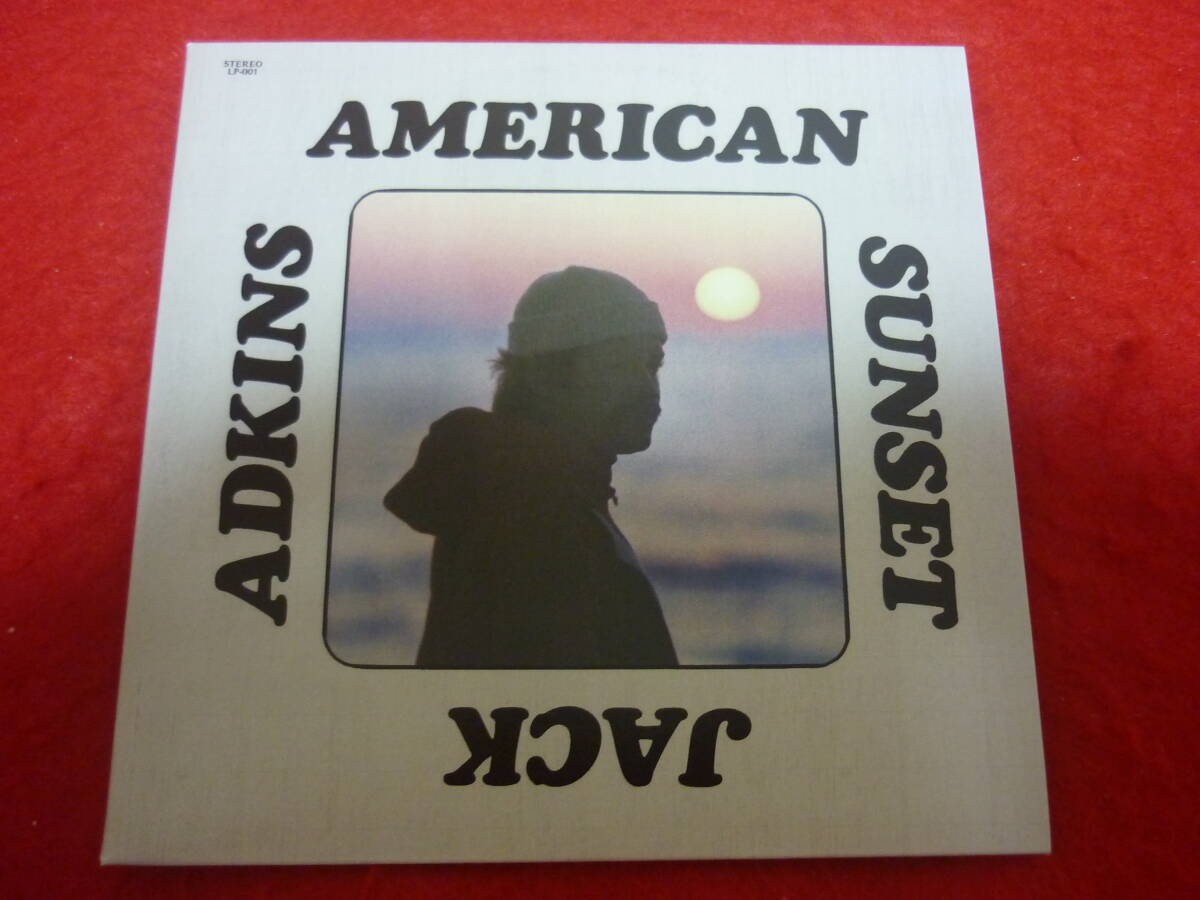 STEREO
LP-001
AMERICAN
SUNSET
JACK
ADKINS